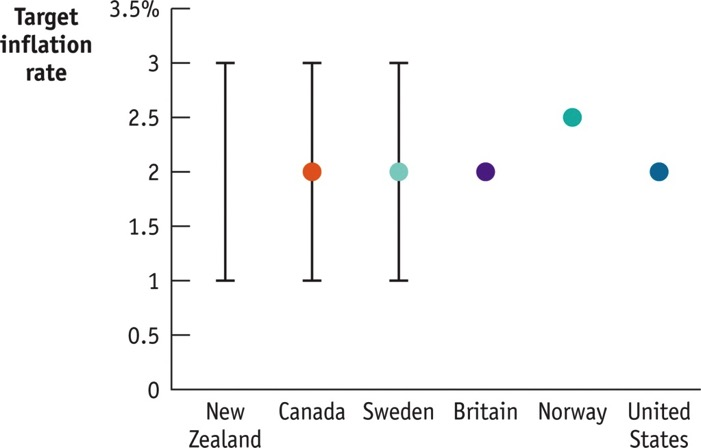 Target
inflation
rate
3.5%
3
2.5
2
1.5
1
0.5
0
New
Zealand
Canada
Sweden
Britain
Norway
United
States